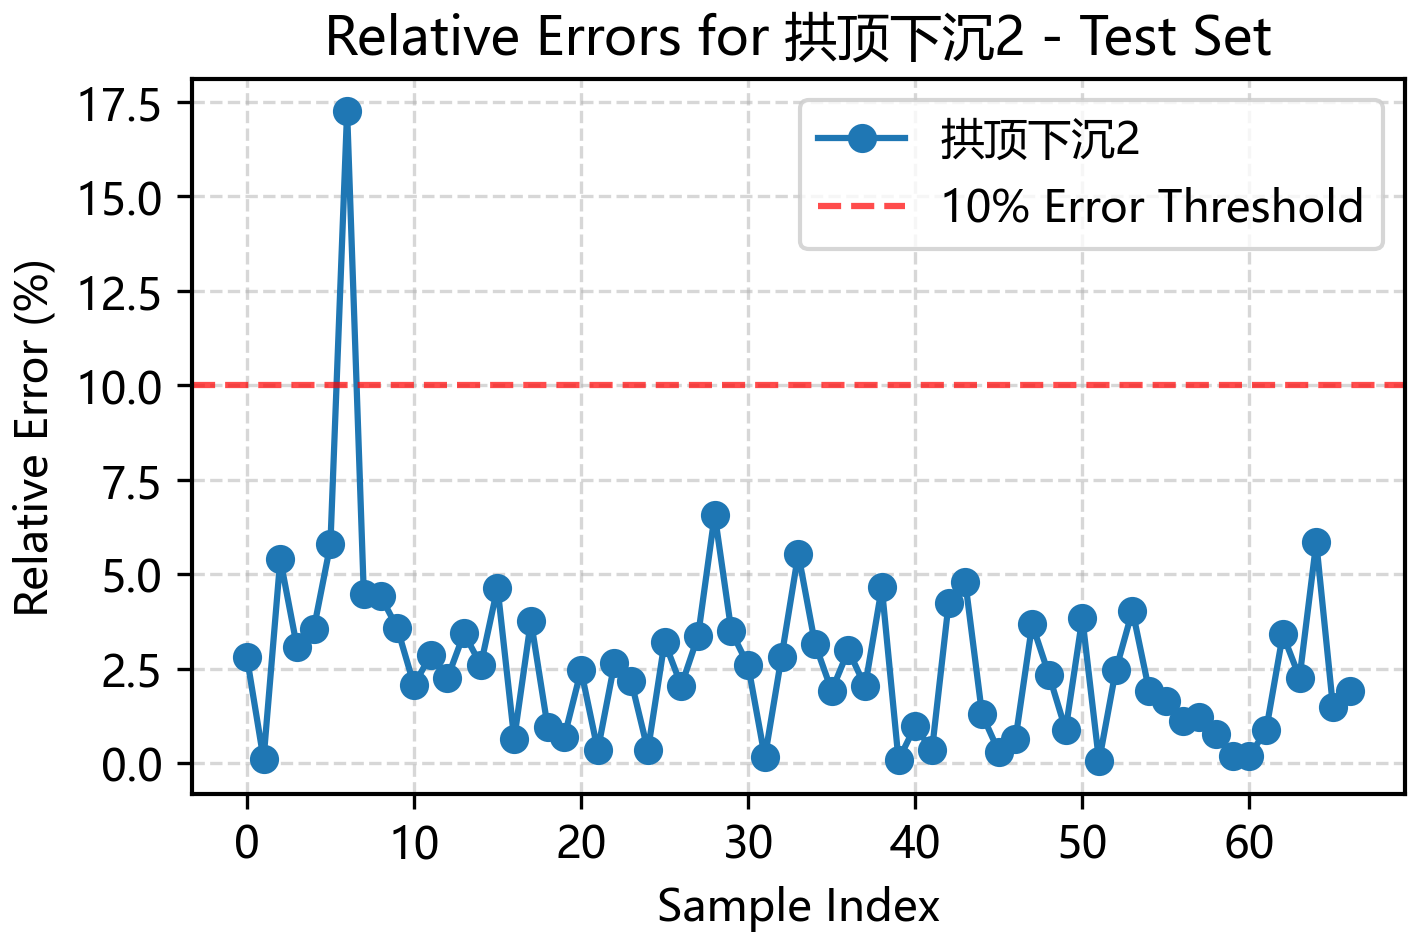 Relative Errors for 拱顶下沉2 - Test Set
拱顶下沉2
10% Error Threshold
Relative Error (%)
17.5
15.0
12.5
10.0
7.5
5.0
2.5
0.0
0 10 20 30 40 50 60
Sample Index